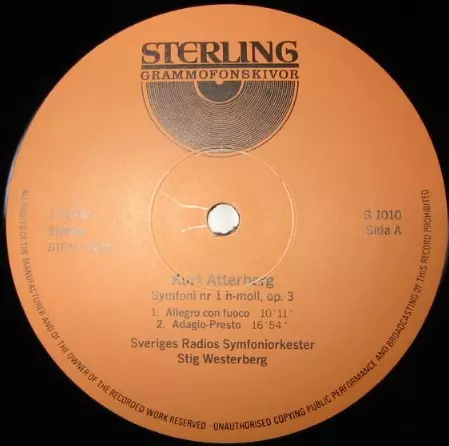 STERLING
GRAMMOFONSKIVOR
Stereo
S 1010
Sida A
Kurt Atterberg
Symfoni nr 1 h-moll, op. 3
1. Allegro con fuoco 10'11"
2. Adagio-Presto 16'54"
Sveriges Radios Symfoniorkester
Stig Westerberg
ALL RIGHTS OF THE MANUFACTURER AND OF THE OWNER OF THE RECORDED WORK RESERVED - UNAUTHORISED COPYING PUBLIC PERFORMANCE AND BROADCASTING OF THIS RECORD PROHIBITED